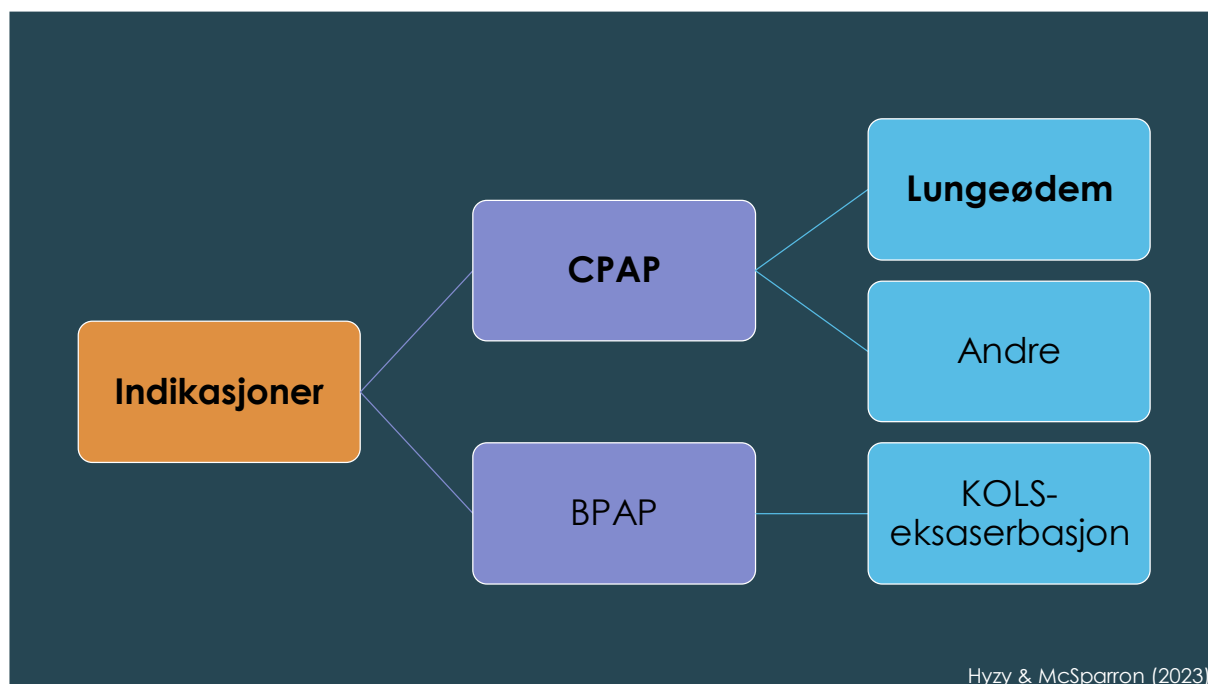 Indikasjoner
CPAP
Lungeødem
Andre
BPAP
KOLS-
eksaserbasjon
Hyzy & McSparron (2023)